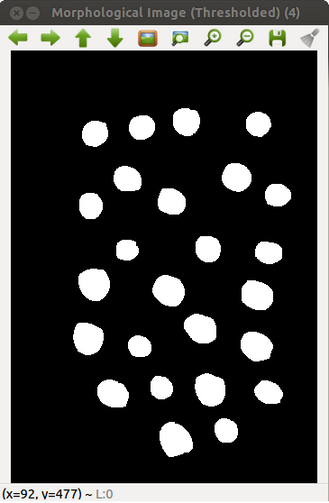 Morphological Image (Thresholded) (4)
(x=92, y=477) ~ L:0